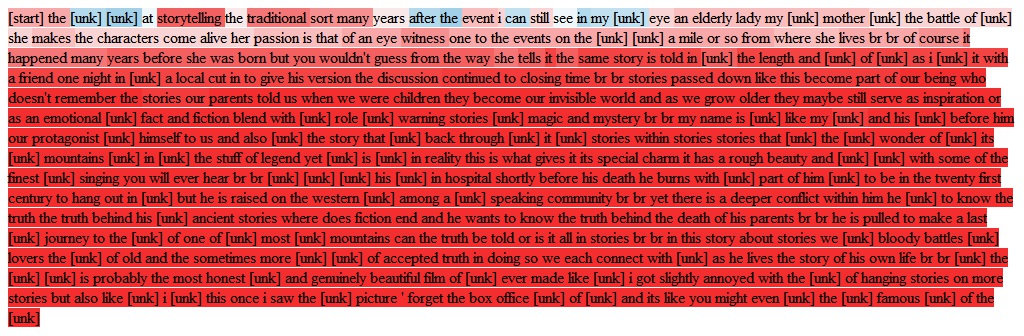 [start] the [unk] [unk] at storytelling the traditional sort many years after the event i can still see in my [unk] eye an elderly lady my [unk] mother [unk] the battle of [unk]
she makes the characters come alive her passion is that of an eye witness one to the events on the [unk] [unk] a mile or so from where she lives br br of course it
happened many years before she was born but you wouldn't guess from the way she tells it the same story is told in [unk] the length and [unk] of [unk] as i [unk] it with
a friend one night in [unk] a local cut in to give his version the discussion continued to closing time br br stories passed down like this become part of our being who
doesn't remember the stories our parents told us when we were children they become our invisible world and as we grow older they maybe still serve as inspiration or
as an emotional [unk] fact and fiction blend with [unk] role [unk] warning stories [unk] magic and mystery br br my name is [unk] like my [unk] and his [unk] before him
our protagonist [unk] himself to us and also [unk] the story that [unk] back through [unk] it [unk] stories within stories stories that [unk] the [unk] wonder of [unk] its
[unk] mountains [unk] in [unk] the stuff of legend yet [unk] is [unk] in reality this is what gives it its special charm it has a rough beauty and [unk] [unk] with some of the
finest [unk] singing you will ever hear br br [unk] [unk] [unk] his [unk] in hospital shortly before his death he burns with [unk] part of him [unk] to be in the twenty first
century to hang out in [unk] but he is raised on the western [unk] among a [unk] speaking community br br yet there is a deeper conflict within him he [unk] to know the
truth the truth behind his [unk] ancient stories where does fiction end and he wants to know the truth behind the death of his parents br br he is pulled to make a last
[unk] journey to the [unk] of one of [unk] most [unk] mountains can the truth be told or is it all in stories br br in this story about stories we [unk] bloody battles [unk]
lovers the [unk] of old and the sometimes more [unk] [unk] of accepted truth in doing so we each connect with [unk] as he lives the story of his own life br br [unk] the
[unk] [unk] is probably the most honest [unk] and genuinely beautiful film of [unk] ever made like [unk] i got slightly annoyed with the [unk] of hanging stories on more
stories but also like [unk] i [unk] this once i saw the [unk] picture ' forget the box office [unk] of [unk] and its like you might even [unk] the [unk] famous [unk] of the
[unk]